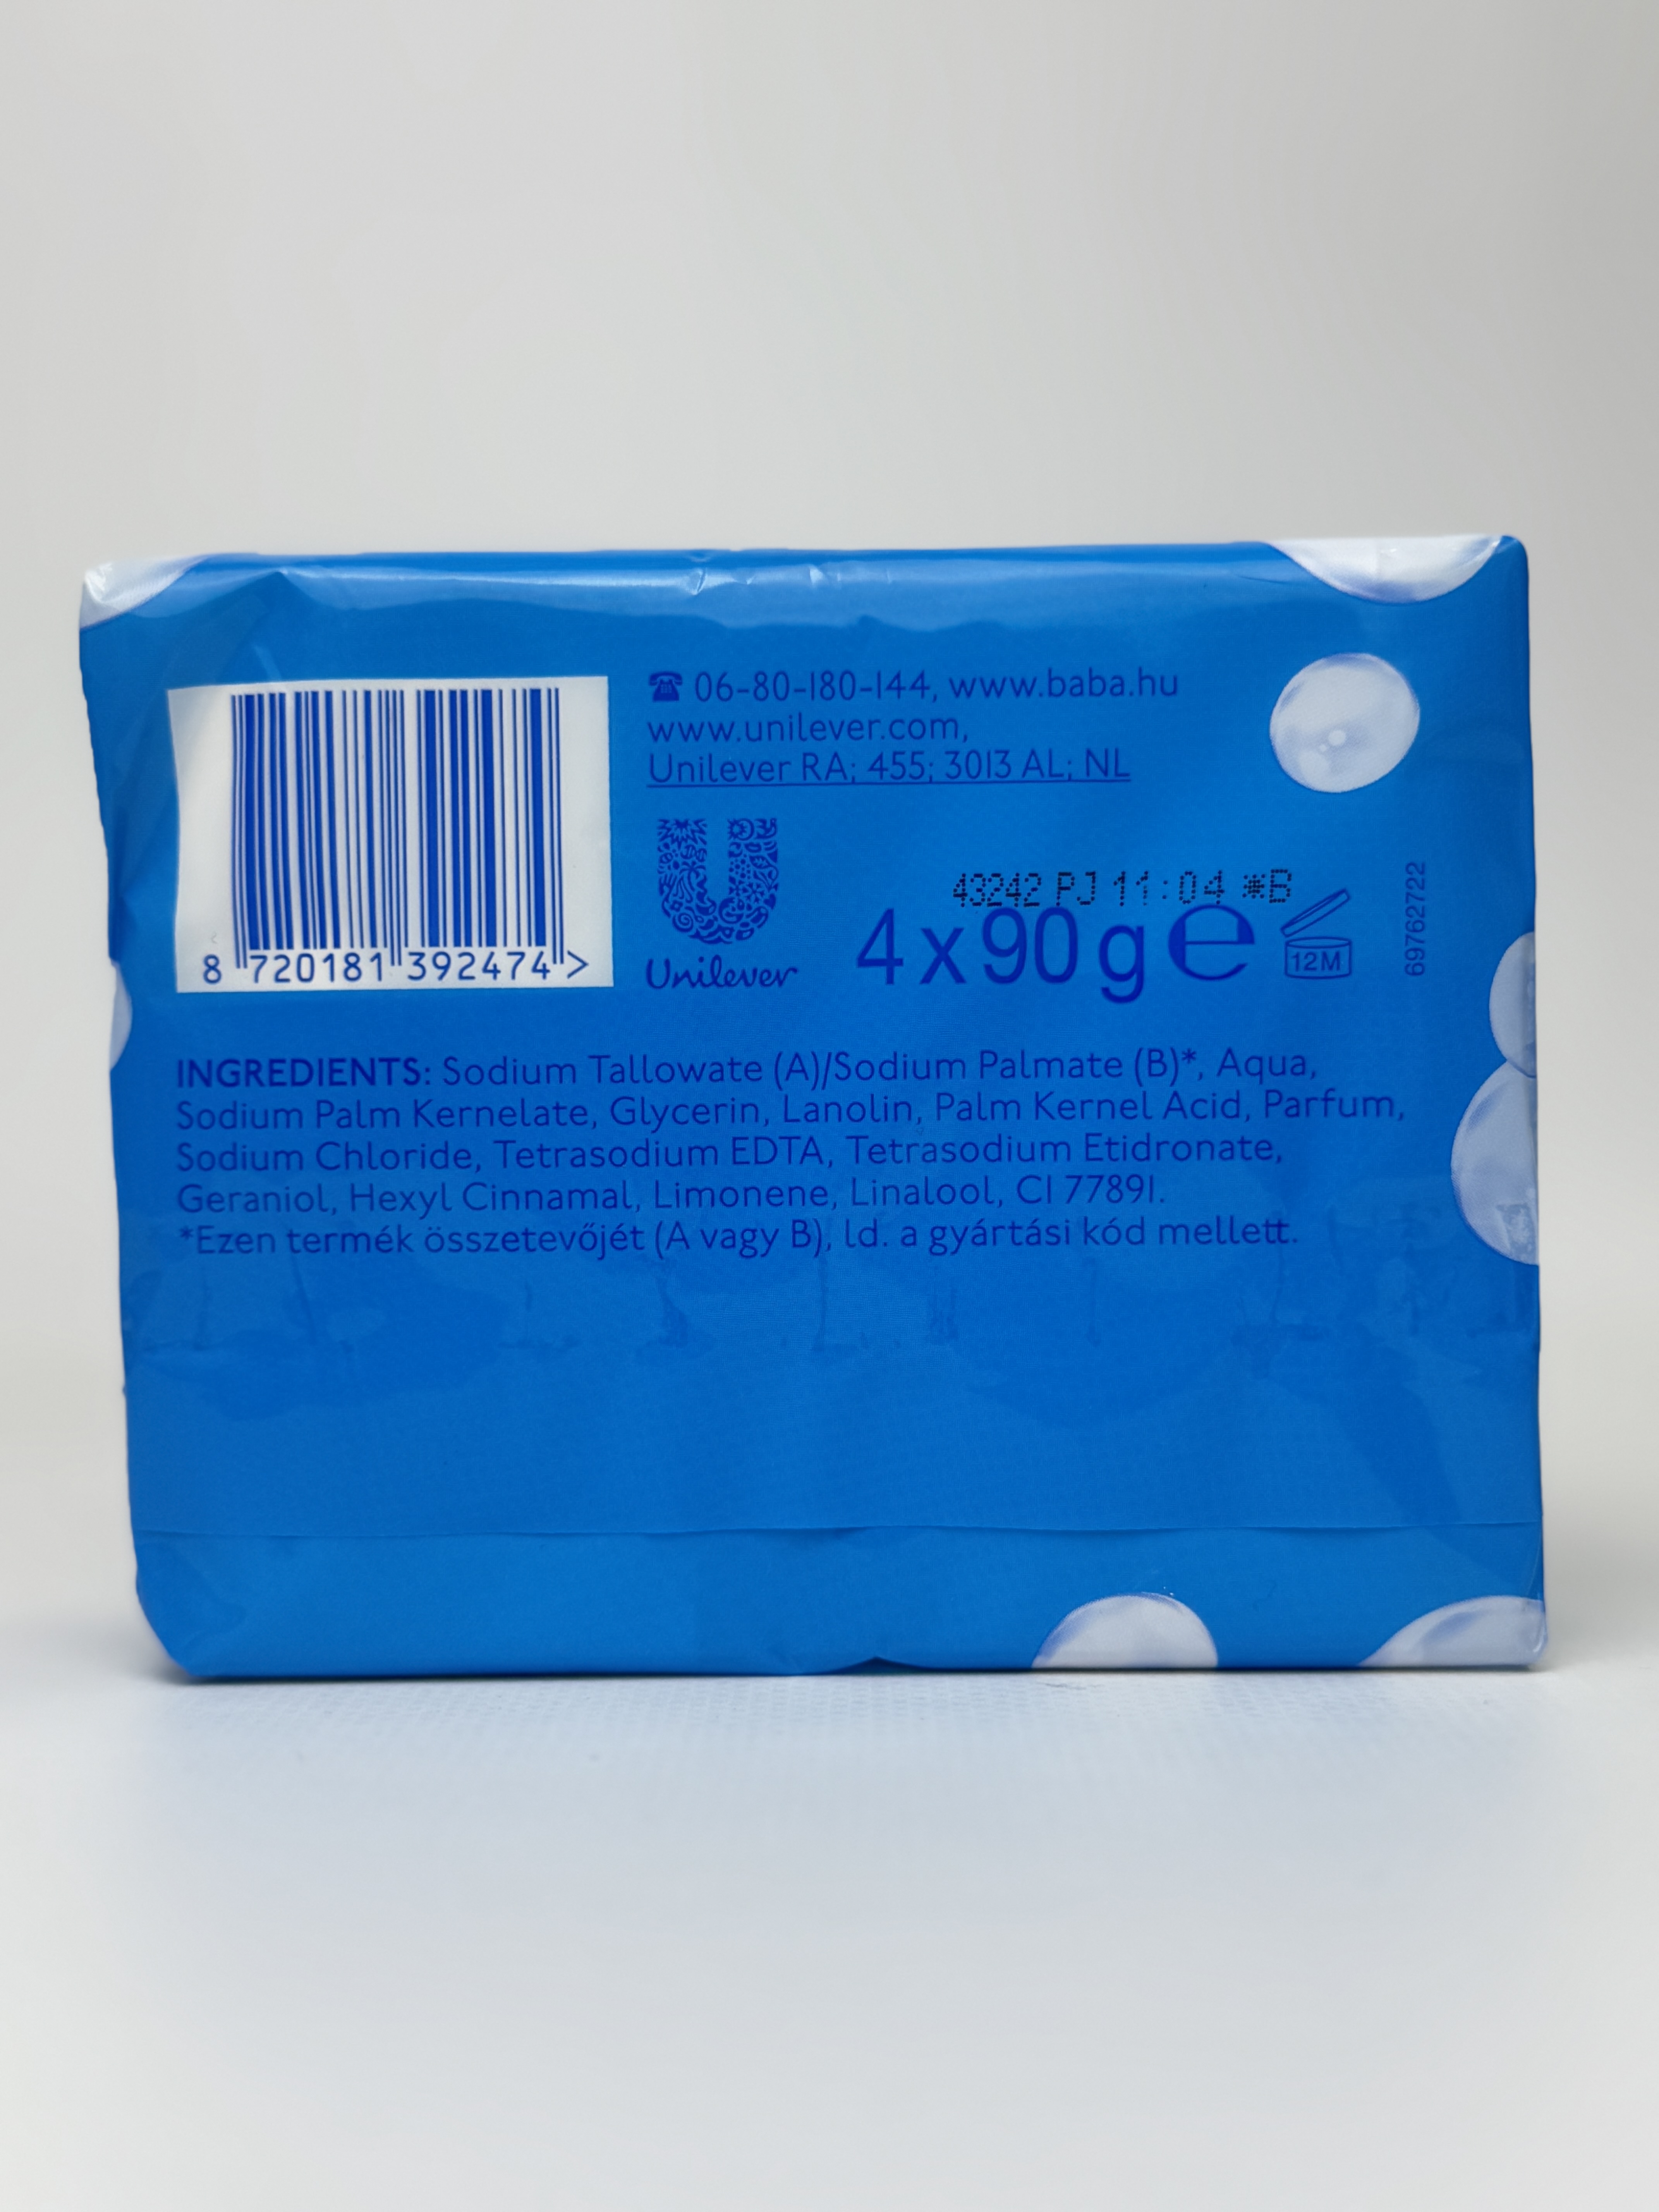 06-80-180-144, www.baba.hu
www.unilever.com,
Unilever RA; 455; 3013 AL; NL
8 720181 392474 >
Unilever
43242 PJ 11:04 *B
4x90g e
12M
69762722
INGREDIENTS: Sodium Tallowate (A)/Sodium Palmate (B)*, Aqua,
Sodium Palm Kernelate, Glycerin, Lanolin, Palm Kernel Acid, Parfum,
Sodium Chloride, Tetrasodium EDTA, Tetrasodium Etidronate,
Geraniol, Hexyl Cinnamal, Limonene, Linalool, CI 77891.
*Ezen termék összetevőjét (A vagy B), ld. a gyártási kód mellett.